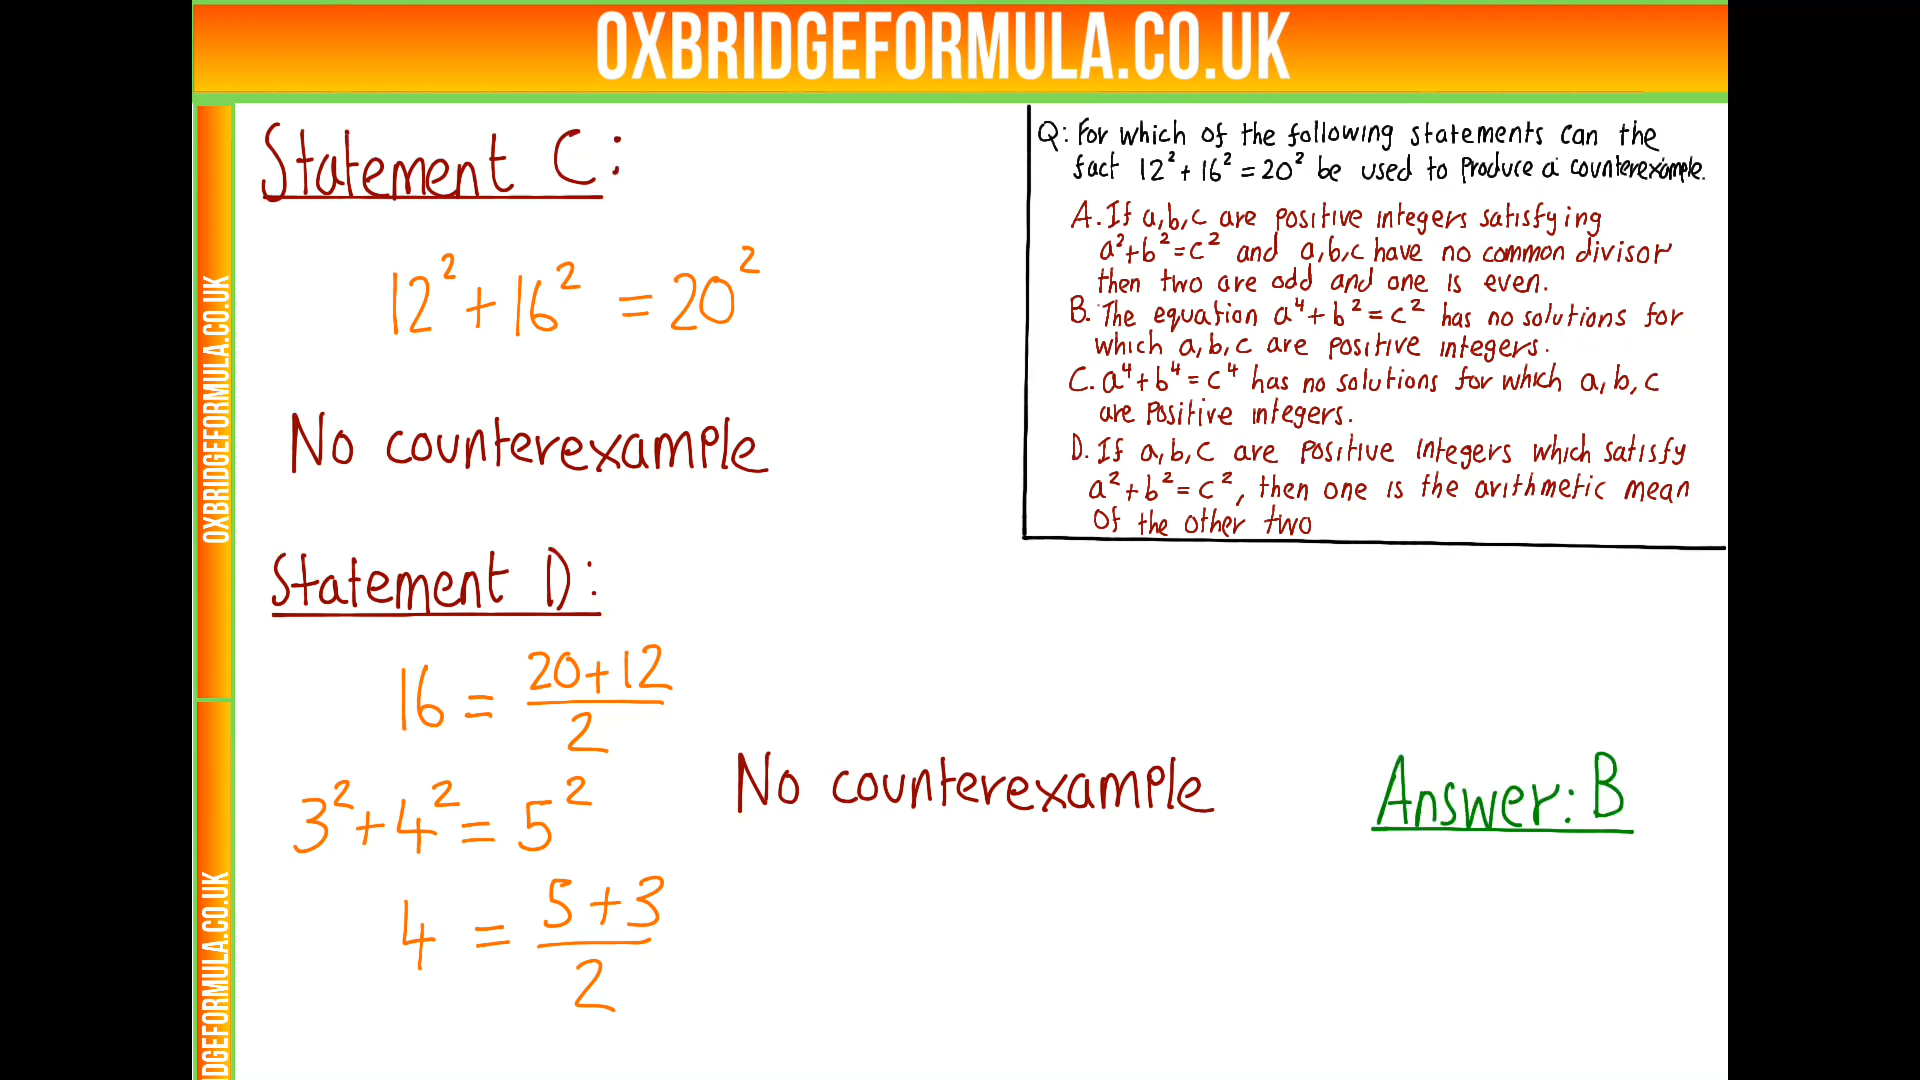 OXBRIDGEFORMULA.CO.UK
OXBRIDGEFORMULA.CO.UK
DGEFORMULA.CO.UK
Statement C:
12² + 16² = 20²
No counterexample
Statement D:
16 = (20+12)/2
3² + 4² = 5²
4 = (5+3)/2
No counterexample
Answer: B
Q: For which of the following statements can the
fact 12² + 16² = 20² be used to produce a counterexample.
A. If a,b,c are positive integers satisfying
a² + b² = c² and a,b,c have no common divisor
then two are odd and one is even.
B. The equation a⁴ + b² = c² has no solutions for
which a, b, c are positive integers.
C. a⁴ + b⁴ = c⁴ has no solutions for which a, b, c
are positive integers.
D. If a, b, c are positive integers which satisfy
a² + b² = c², then one is the arithmetic mean
of the other two